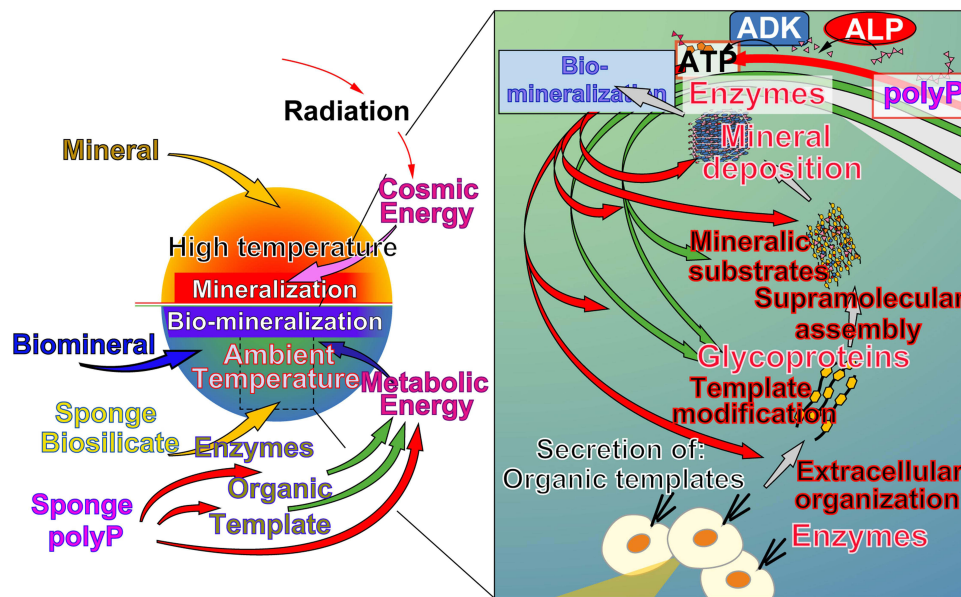 Radiation
Mineral
Cosmic
Energy
High temperature
Mineralization
Bio-mineralization
Biomineral
Ambient
Temperature
Metabolic
Energy
Sponge
Biosilicate
Enzymes
Organic
Template
Sponge
polyP
ADK
ALP
ATP
Bio-
mineralization
Enzymes
polyP
Mineral
deposition
Mineralic
substrates
Supramolecular
assembly
Glycoproteins
Template
modification
Secretion of:
Organic templates
Extracellular
organization
Enzymes